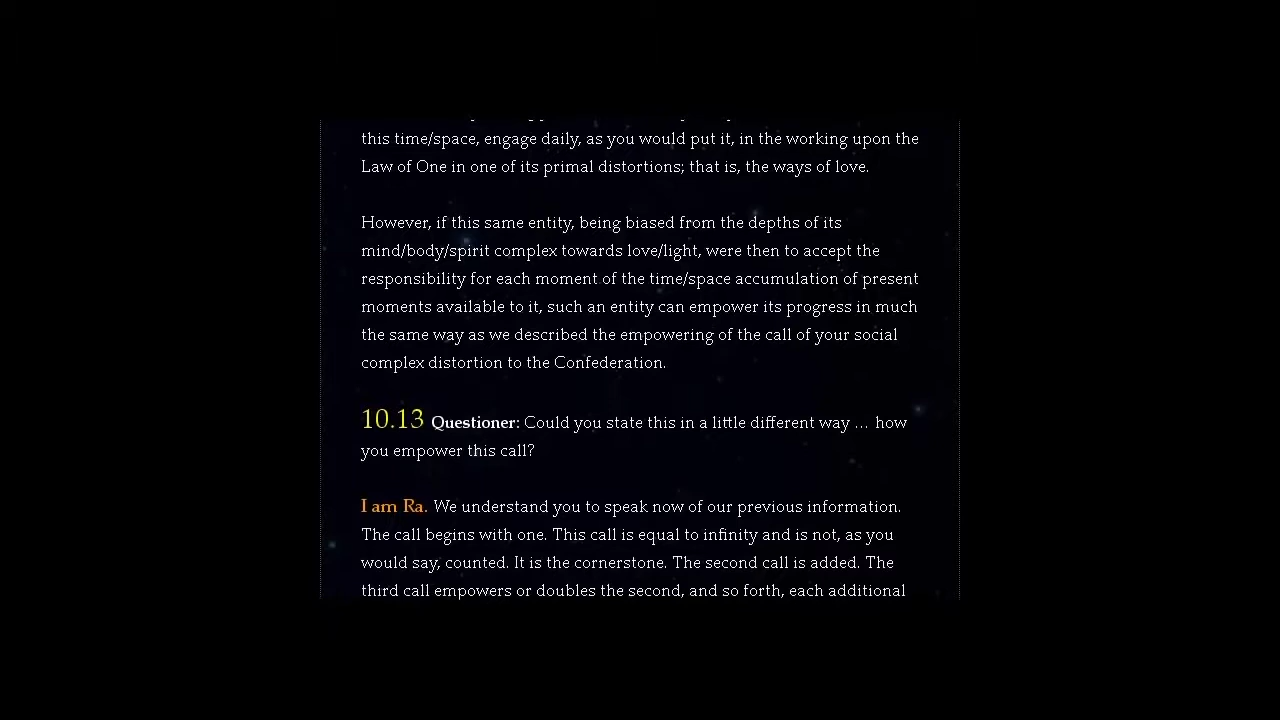 this time/space, engage daily, as you would put it, in the working upon the
Law of One in one of its primal distortions; that is, the ways of love.
However, if this same entity, being biased from the depths of its
mind/body/spirit complex towards love/light, were then to accept the
responsibility for each moment of the time/space accumulation of present
moments available to it, such an entity can empower its progress in much
the same way as we described the empowering of the call of your social
complex distortion to the Confederation.
10.13 Questioner: Could you state this in a little different way … how
you empower this call?
I am Ra. We understand you to speak now of our previous information.
The call begins with one. This call is equal to infinity and is not, as you
would say, counted. It is the cornerstone. The second call is added. The
third call empowers or doubles the second, and so forth, each additional